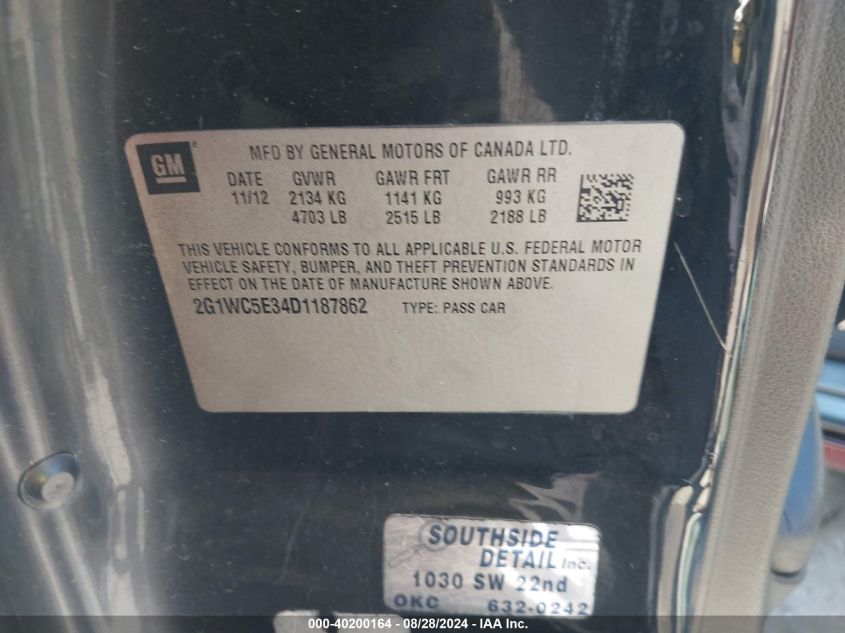 GM
MFD BY GENERAL MOTORS OF CANADA LTD.
DATE GVWR GAWR FRT GAWR RR
11/12 2134 KG 1141 KG 993 KG
4703 LB 2515 LB 2188 LB
THIS VEHICLE CONFORMS TO ALL APPLICABLE U.S. FEDERAL MOTOR
VEHICLE SAFETY, BUMPER, AND THEFT PREVENTION STANDARDS IN
EFFECT ON THE DATE OF MANUFACTURE SHOWN ABOVE.
2G1WC5E34D1187862 TYPE: PASS CAR
SOUTHSIDE
DETAIL Inc.
1030 SW 22nd
OKC 632-0242
000-40200164 - 08/28/2024 - IAA Inc.